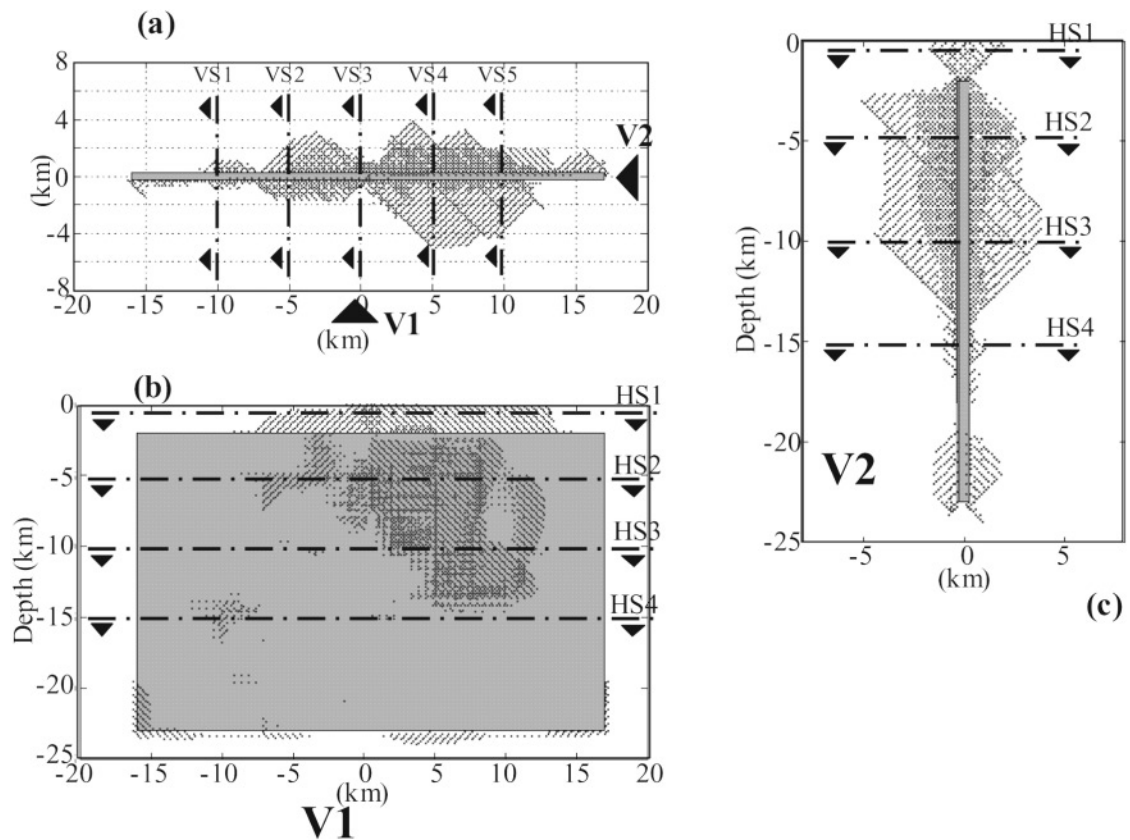 (a)
8
4
0
-4
-8
(km)
VS1 VS2 VS3 VS4 VS5
V2
-20 -15 -10 -5 0 5 10 15 20
(km)
V1
(b)
0
-5
-10
-15
-20
-25
Depth (km)
HS1
HS2
HS3
HS4
-20 -15 -10 -5 0 5 10 15 20
(km)
V1
0
-5
-10
-15
-20
-25
Depth (km)
HS1
HS2
HS3
HS4
V2
-5 0 5
(km)
(c)